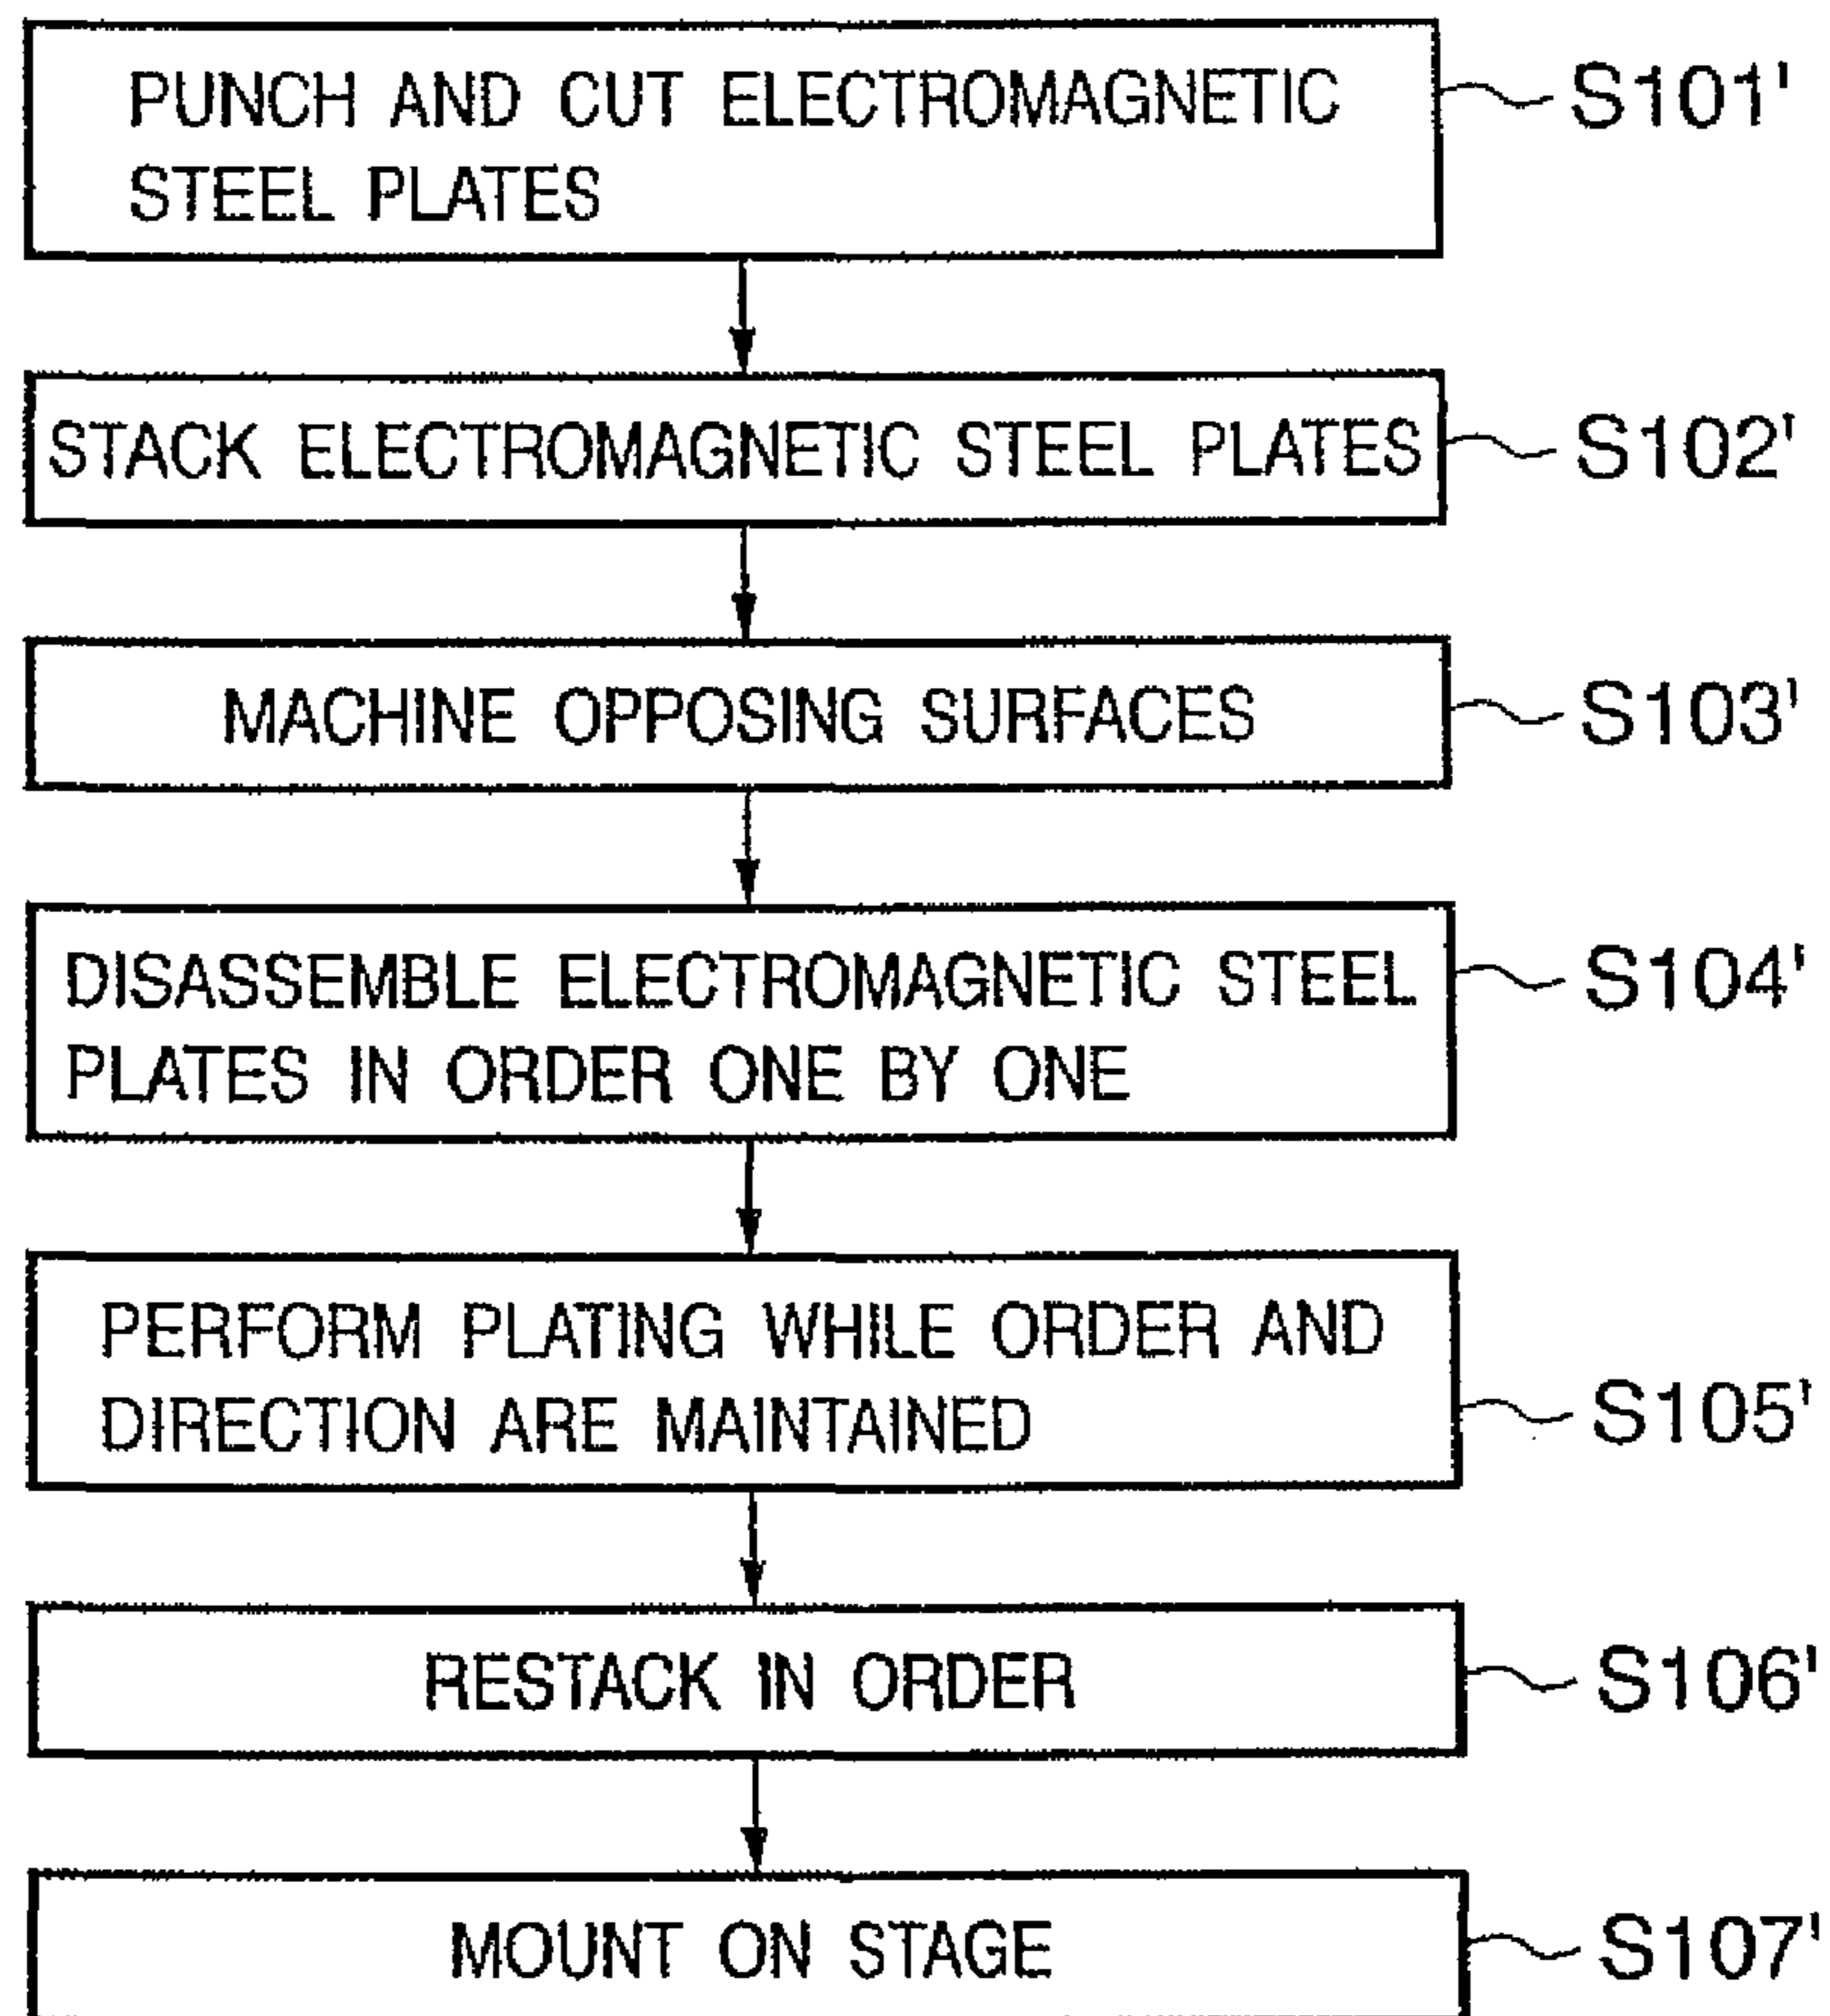 PUNCH AND CUT ELECTROMAGNETIC
STEEL PLATES
S101'
STACK ELECTROMAGNETIC STEEL PLATES
S102'
MACHINE OPPOSING SURFACES
S103'
DISASSEMBLE ELECTROMAGNETIC STEEL
PLATES IN ORDER ONE BY ONE
S104'
PERFORM PLATING WHILE ORDER AND
DIRECTION ARE MAINTAINED
S105'
RESTACK IN ORDER
S106'
MOUNT ON STAGE
S107'